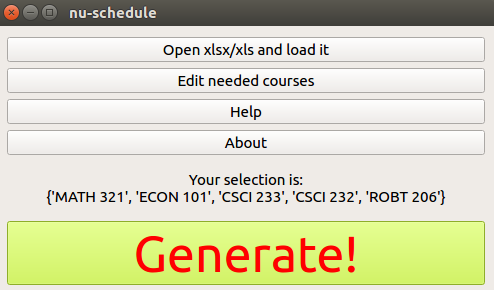 nu-schedule
Open xlsx/xls and load it
Edit needed courses
Help
About
Your selection is:
{'MATH 321', 'ECON 101', 'CSCI 233', 'CSCI 232', 'ROBT 206'}
Generate!